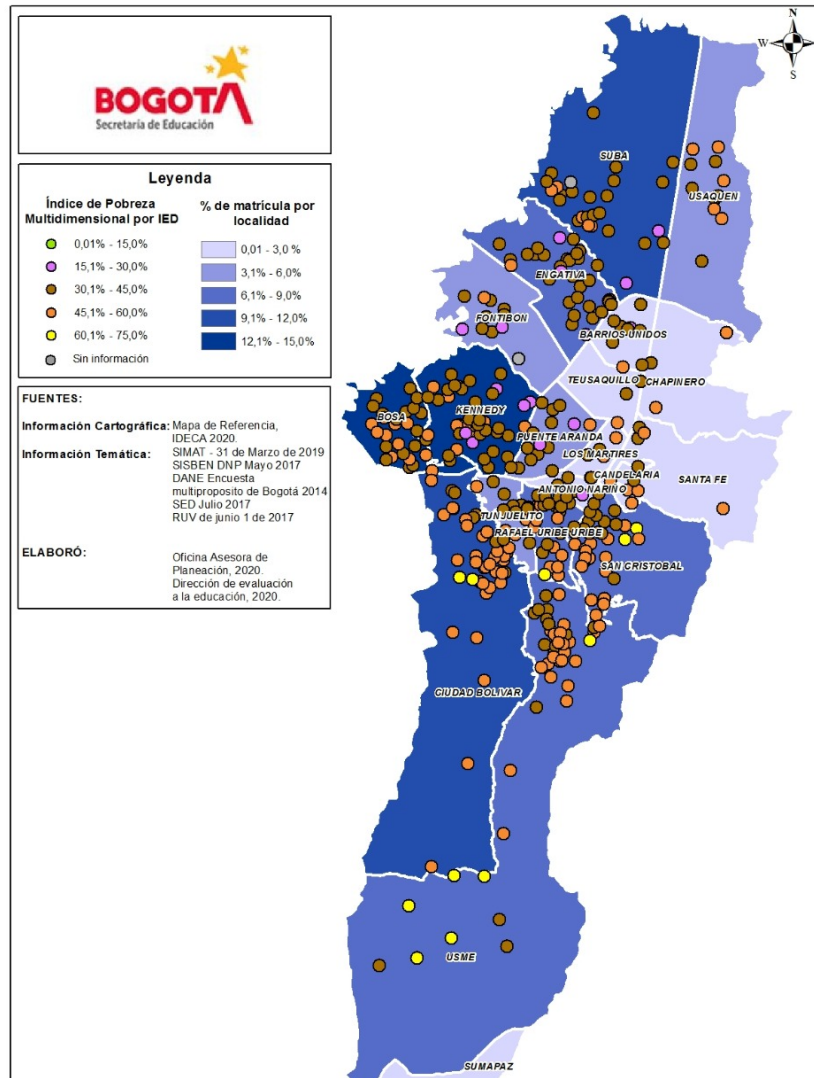 BOGOTÁ
Secretaría de Educación
N
W
E
S
Leyenda
Índice de Pobreza
Multidimensional por IED
0,01% - 15,0%
15,1% - 30,0%
30,1% - 45,0%
45,1% - 60,0%
60,1% - 75,0%
Sin información
% de matrícula por
localidad
0,01 - 3,0 %
3,1% - 6,0%
6,1% - 9,0%
9,1% - 12,0%
12,1% - 15,0%
FUENTES:
Información Cartográfica: Mapa de Referencia,
IDECA 2020.
Información Temática: SIMAT - 31 de Marzo de 2019
SISBEN DNP Mayo 2017
DANE Encuesta
multiproposito de Bogotá 2014
SED Julio 2017
RUV de junio 1 de 2017
ELABORÓ: Oficina Asesora de
Planeación, 2020.
Dirección de evaluación
a la educación, 2020.
SUBA
USAQUEN
ENGATIVA
FONTIBON
BARRIOS UNIDOS
TEUSAQUILLO
CHAPINERO
BOSA
KENNEDY
PUENTE ARANDA
LOS MARTIRES
CANDELARIA
SANTA FE
ANTONIO NARIÑO
TUNJUELITO
RAFAEL URIBE URIBE
SAN CRISTOBAL
CIUDAD BOLIVAR
USME
SUMAPAZ